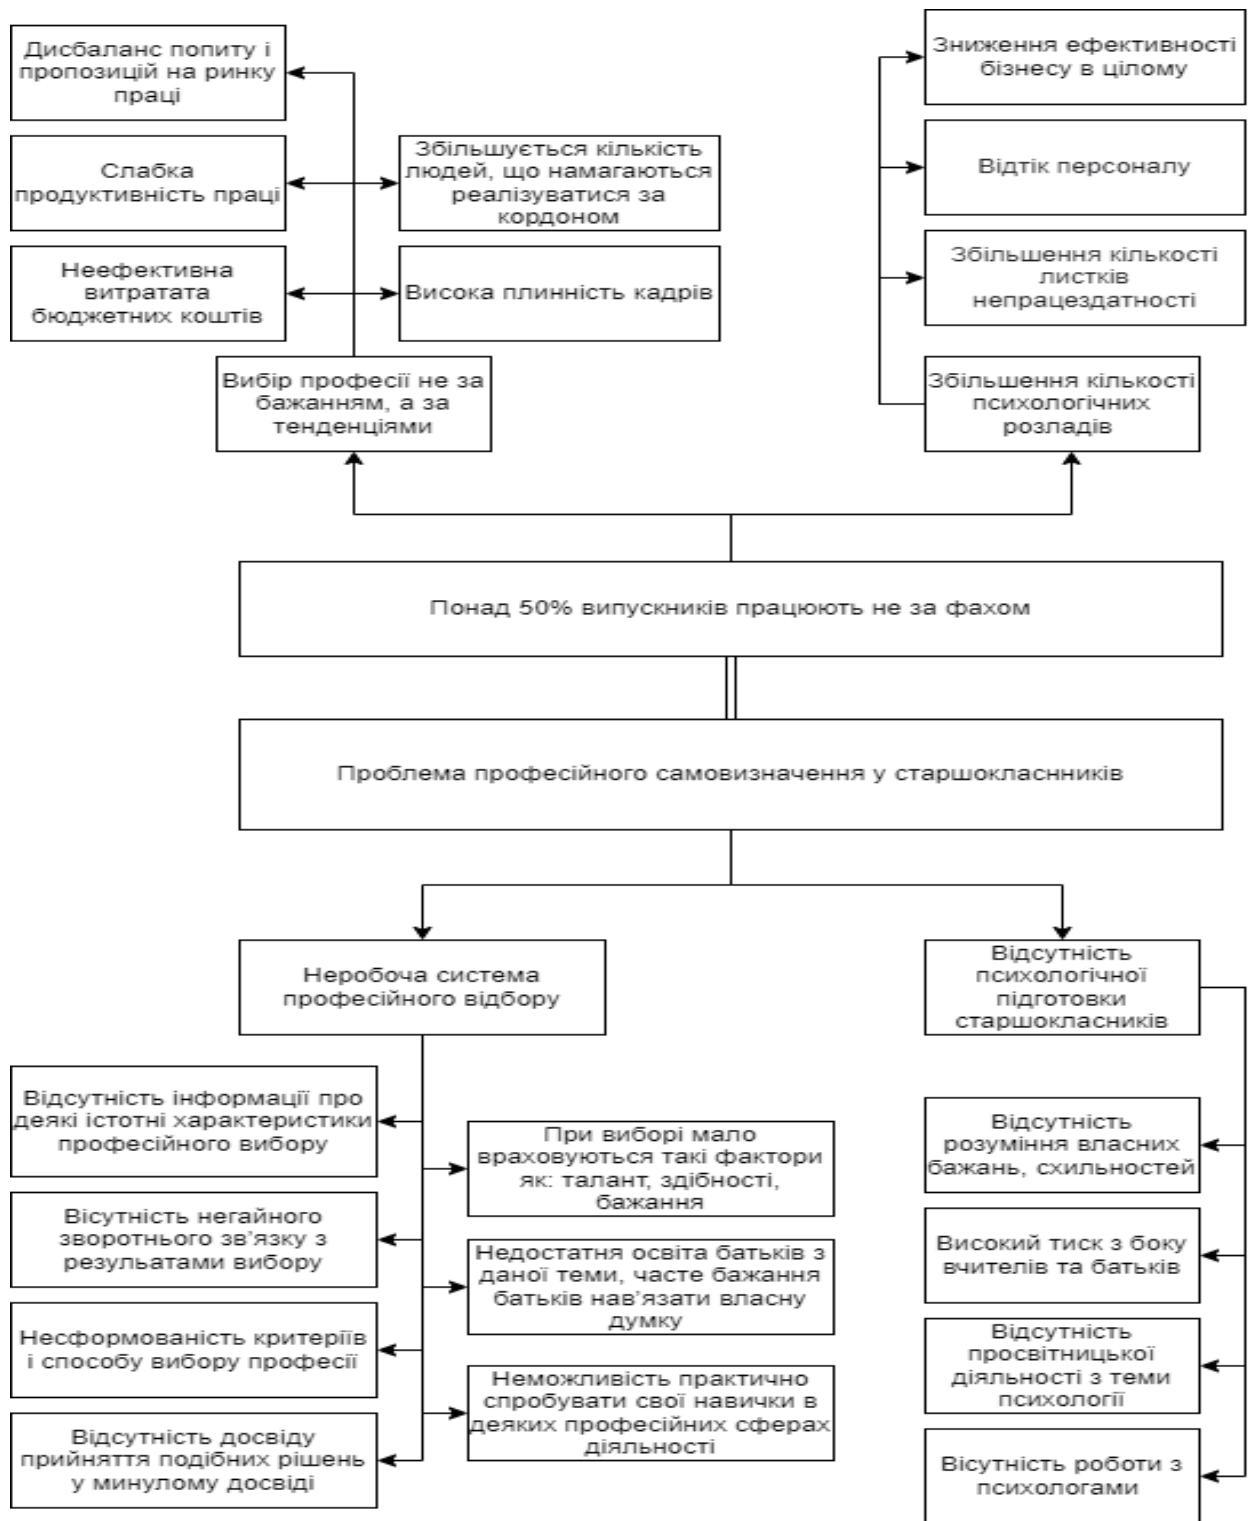 Дисбаланс попиту і
пропозицій на ринку
праці
Слабка
продуктивність праці
Неефективна
витратата
бюджетних коштів
Збільшується кількість
людей, що намагаються
реалізуватися за
кордоном
Висока плинність кадрів
Вибір професії не за
бажанням, а за
тенденціями
Зниження ефективності
бізнесу в цілому
Відтік персоналу
Збільшення кількості
листків
непрацездатності
Збільшення кількості
психологічних
розладів
Понад 50% випускників працюють не за фахом
Проблема професійного самовизначення у старшокласнників
Неробоча система
професійного відбору
Відсутність
психологічної
підготовки
старшокласників
Відсутність інформації про
деякі істотні характеристики
професійного вибору
Вісутність негайного
зворотнього зв’язку з
резульатами вибору
Несформованість критеріїв
і способу вибору професії
Відсутність досвіду
прийняття подібних рішень
у минулому досвіді
При виборі мало
враховуються такі фактори
як: талант, здібності,
бажання
Недостатня освіта батьків з
даної теми, часте бажання
батьків нав’язати власну
думку
Неможливість практично
спробувати свої навички в
деяких професійних сферах
діяльності
Відсутність
розуміння власних
бажань, схильностей
Високий тиск з боку
вчителів та батьків
Відсутність
просвітницької
діяльності з теми
психології
Вісутність роботи з
психологами